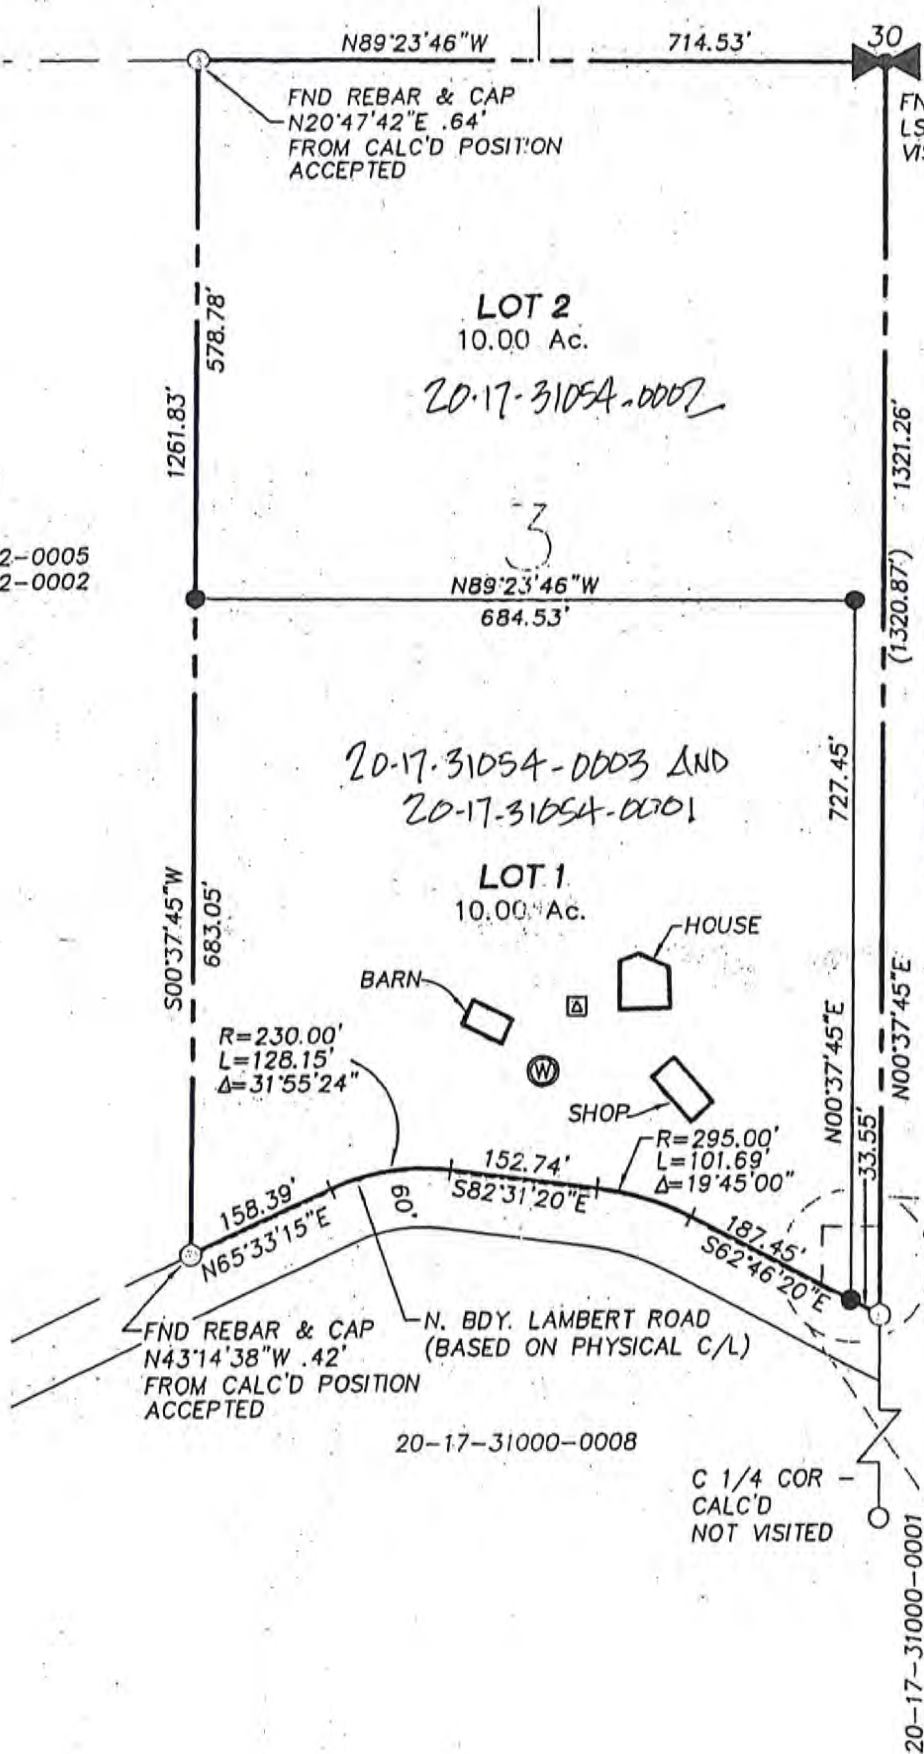 N89°23'46"W
714.53'
30
FND REBAR & CAP
N20°47'42"E .64'
FROM CALC'D POSITION
ACCEPTED
FN
LS
VIS
LOT 2
10.00 Ac.
20-17-31054-0002
578.78'
1261.83'
1321.26'
(1320.87')
3
2-0005
2-0002
N89°23'46"W
684.53'
20-17-31054-0003 AND
20-17-31054-0001
727.45'
LOT 1
10.00 Ac.
S00°37'45"W
683.05'
HOUSE
BARN
W
SHOP
R=230.00'
L=128.15'
Δ=31°55'24"
R=295.00'
L=101.69'
Δ=19°45'00"
N00°37'45"E
N00°37'45"E
33.55'
152.74'
S82°31'20"E
158.39'
N65°33'15"E
60'
187.45'
S62°46'20"E
FND REBAR & CAP
N43°14'38"W .42'
FROM CALC'D POSITION
ACCEPTED
N. BDY. LAMBERT ROAD
(BASED ON PHYSICAL C/L)
20-17-31000-0008
C 1/4 COR
CALC'D
NOT VISITED
20-17-31000-0001